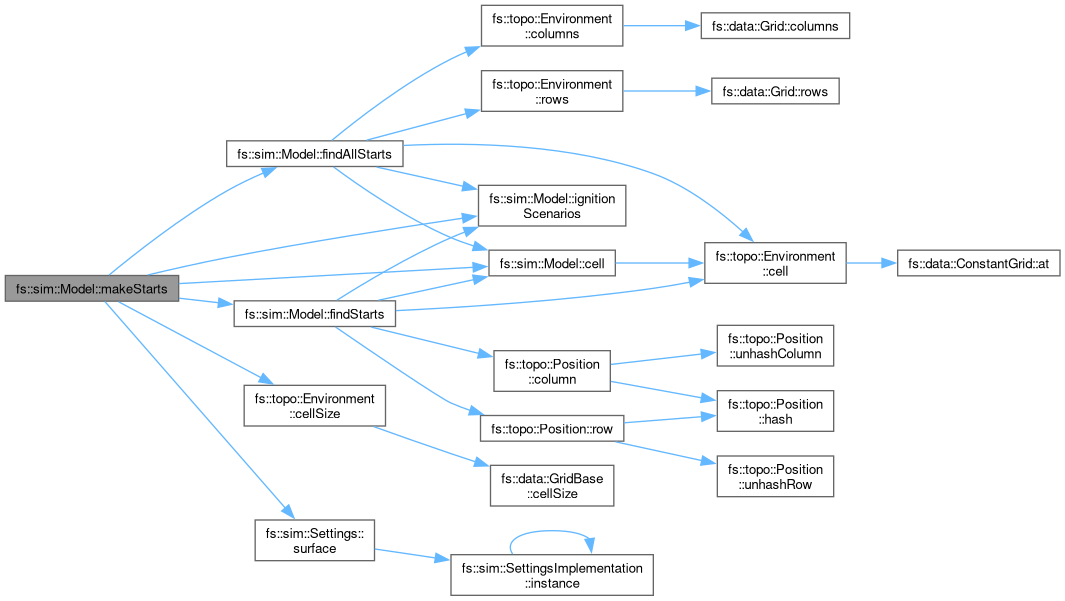 fs::sim::Model::makeStarts
fs::sim::Model::findAllStarts
fs::topo::Environment
::columns
fs::data::Grid::columns
fs::topo::Environment
::rows
fs::data::Grid::rows
fs::sim::Model::ignition
Scenarios
fs::sim::Model::cell
fs::topo::Environment
::cell
fs::data::ConstantGrid::at
fs::sim::Model::findStarts
fs::topo::Position
::column
fs::topo::Position
::unhashColumn
fs::topo::Position
::hash
fs::topo::Position::row
fs::topo::Position
::unhashRow
fs::topo::Environment
::cellSize
fs::data::GridBase
::cellSize
fs::sim::Settings::
surface
fs::sim::SettingsImplementation
::instance